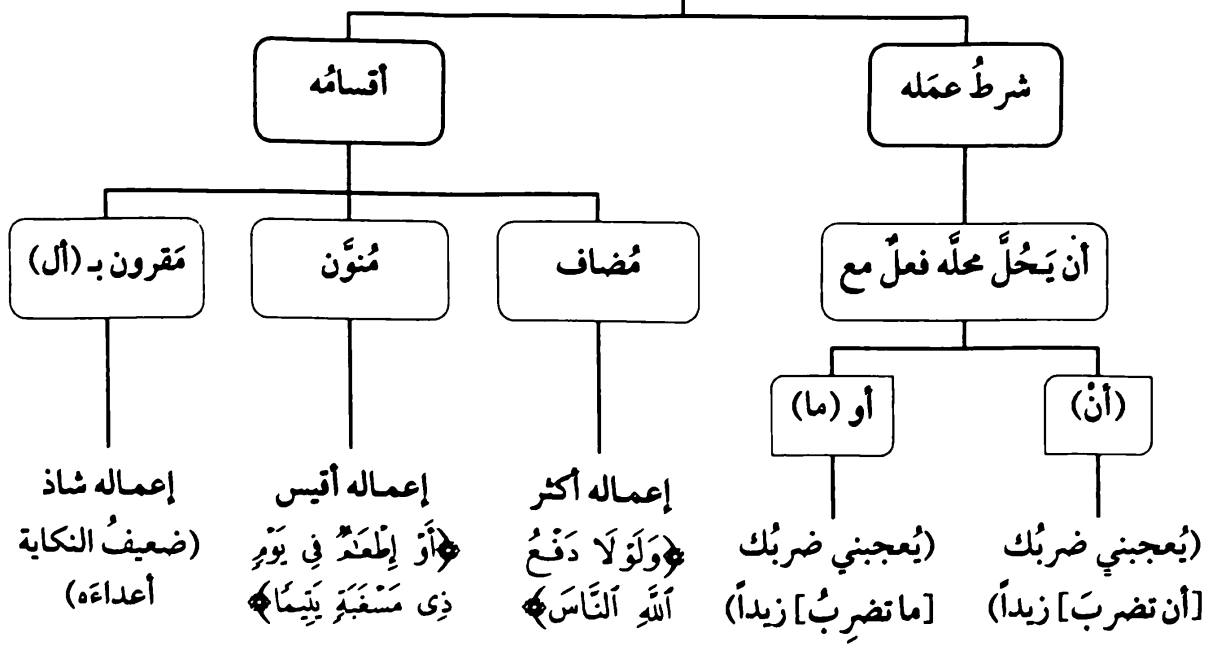 شرطُ عمَله
أقسامُه
أنْ يَحُلَّ محلَّه فعلٌ مع
مُضاف
مُنوَّن
مَقرون بـ (أل)
(أنْ)
أو (ما)
(يُعجبني ضربُك
[أن تضربَ] زيداً)
(يُعجبني ضربُك
[ما تضرِبُ] زيداً)
إعماله أكثر
﴿وَلَوْلَا دَفْعُ
ٱللَّهِ ٱلنَّاسَ﴾
إعماله أقيس
﴿أَوْ إِطْعَٰمٌ فِى يَوْمٍ
ذِى مَسْغَبَةٍ يَتِيمًا﴾
إعماله شاذ
(ضعيفُ النكاية
أعداءَه)